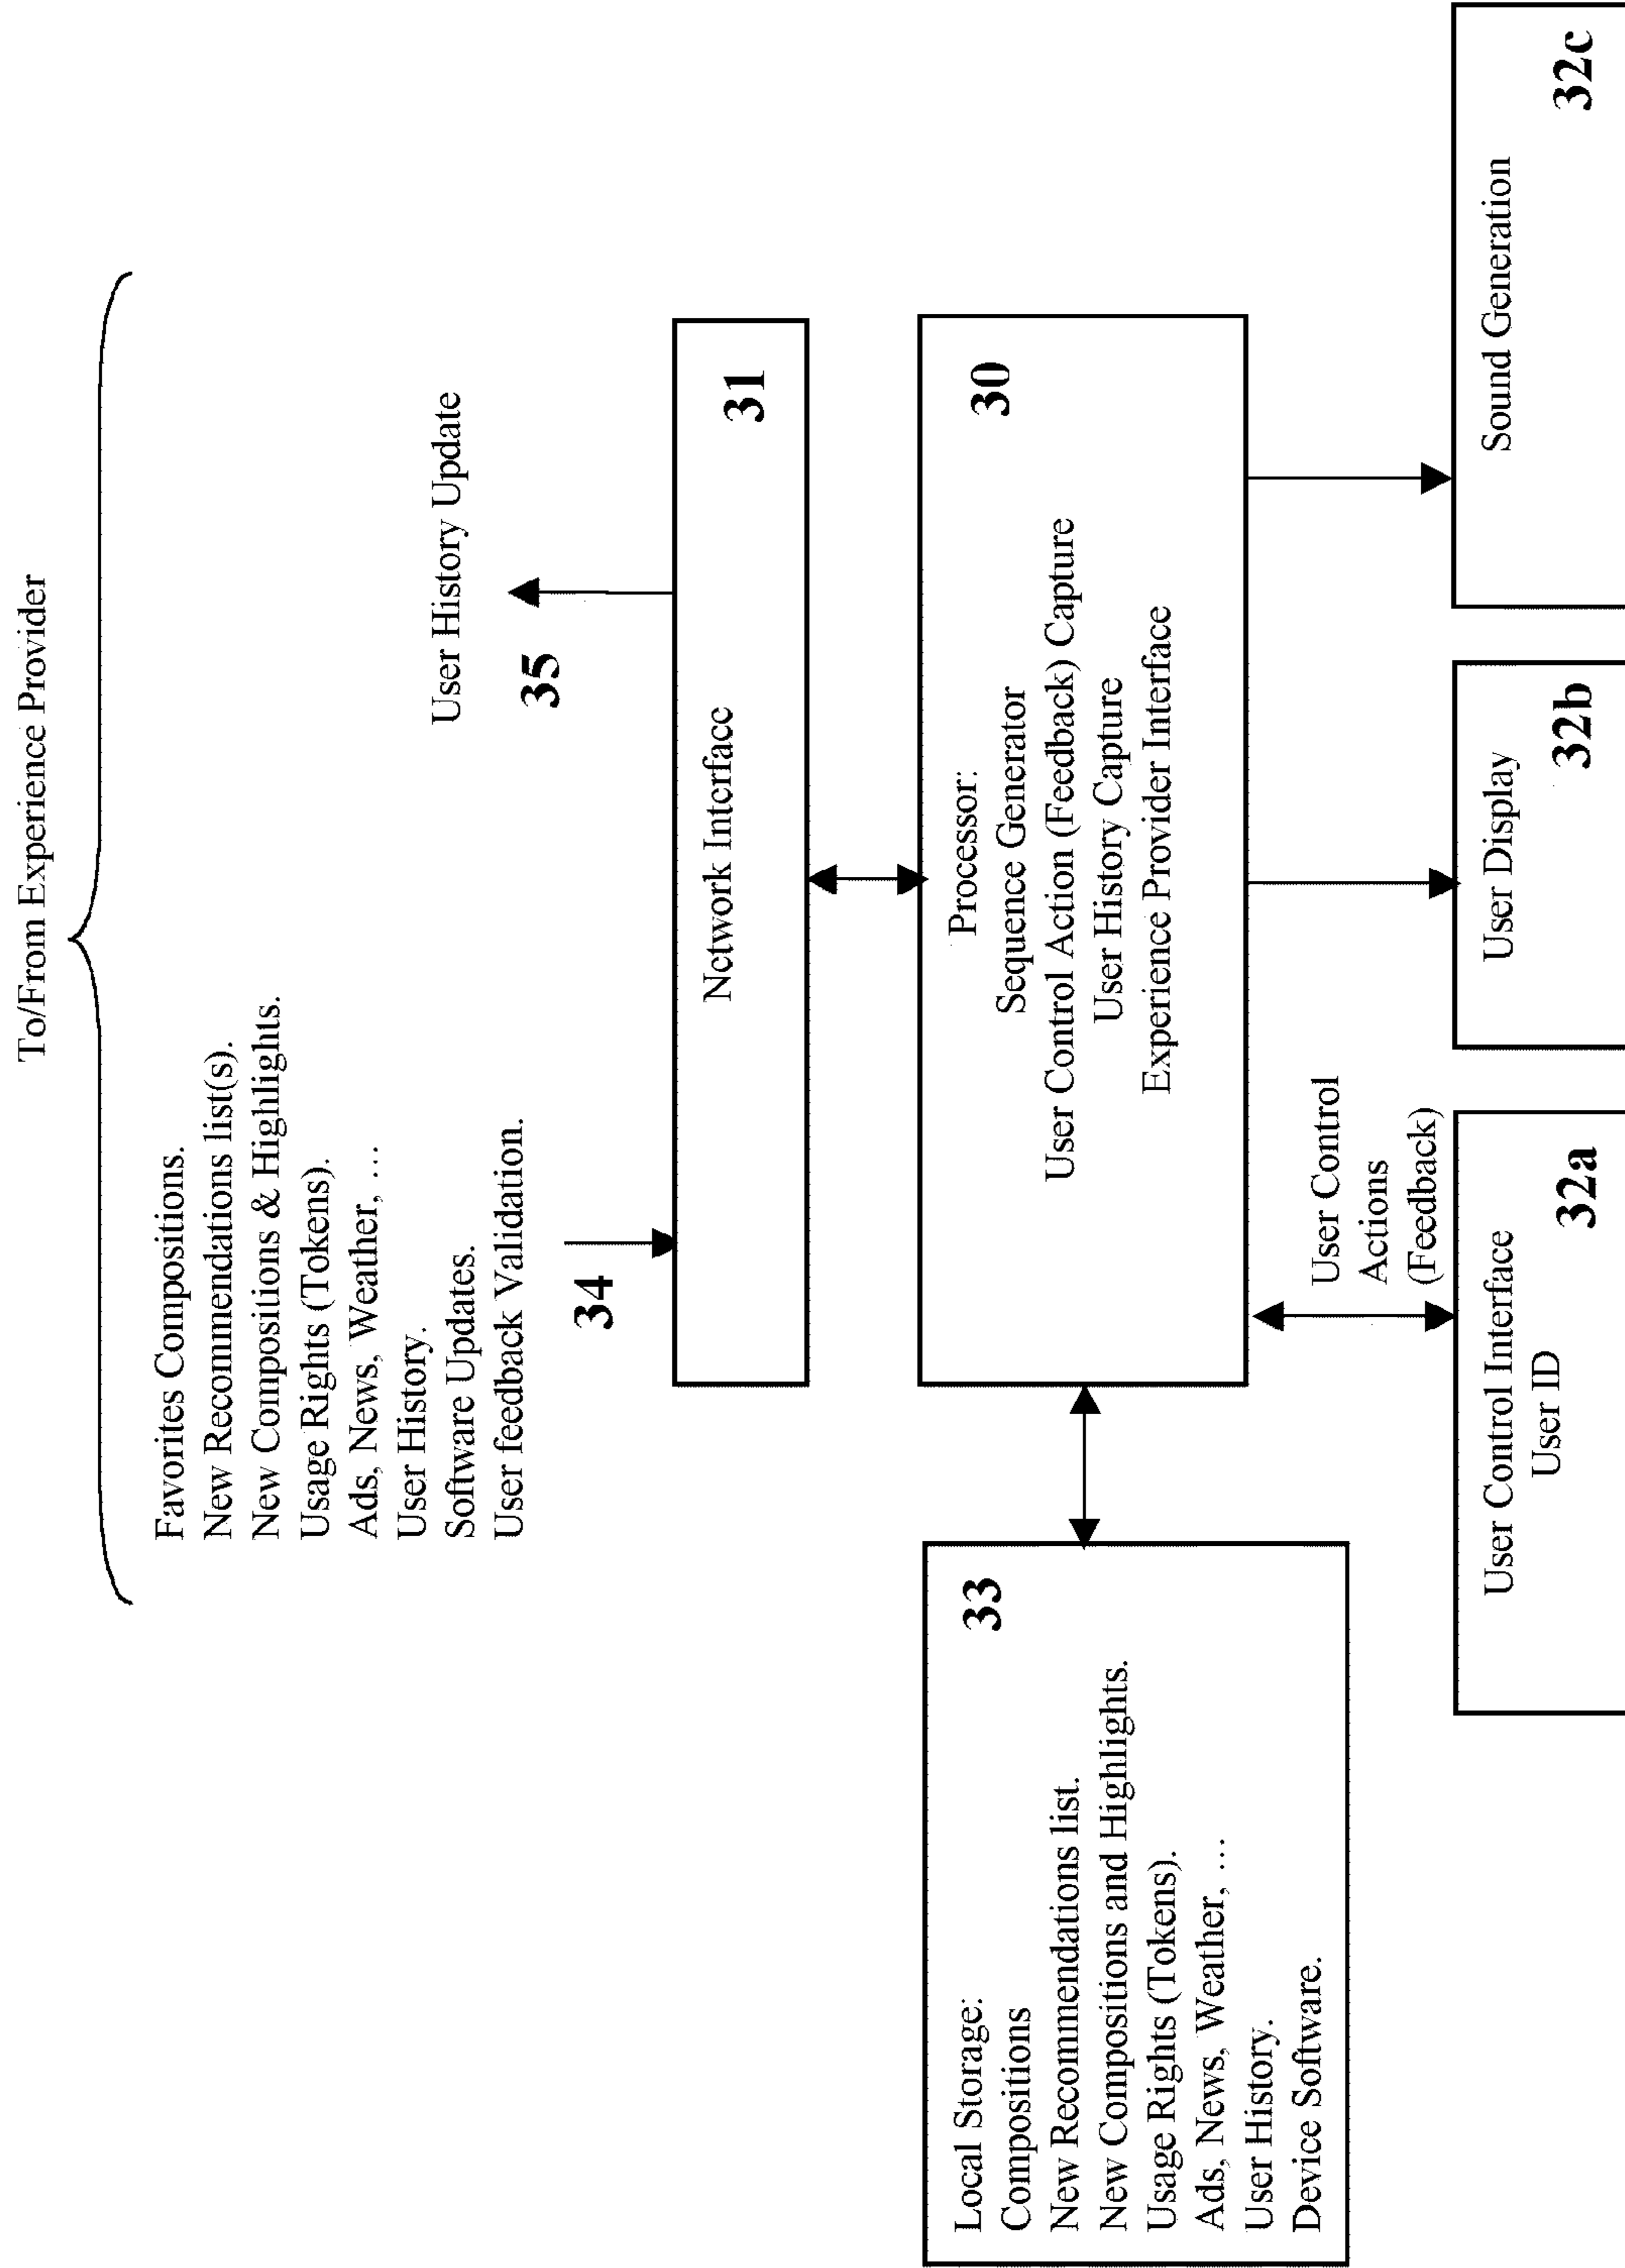 To/From Experience Provider
Favorites Compositions.
New Recommendations list(s).
New Compositions & Highlights.
Usage Rights (Tokens).
Ads, News, Weather, …
User History.
Software Updates.
User feedback Validation.
34
User History Update
35
Network Interface
31
Processor:
Sequence Generator
User Control Action (Feedback) Capture
User History Capture
Experience Provider Interface
30
Local Storage:
Compositions
New Recommendations list.
New Compositions and Highlights.
Usage Rights (Tokens).
Ads, News, Weather, …
User History.
Device Software.
33
User Control
Actions
(Feedback)
User Control Interface
User ID
32a
User Display
32b
Sound Generation
32c